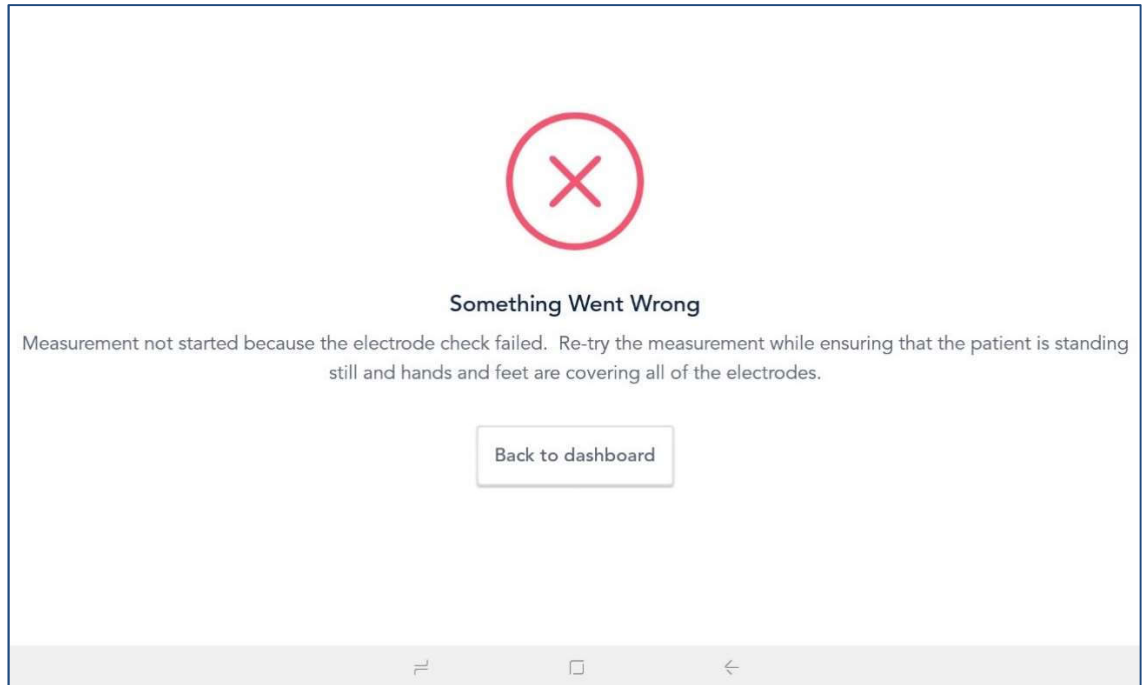 Something Went Wrong
Measurement not started because the electrode check failed.  Re-try the measurement while ensuring that the patient is standing
still and hands and feet are covering all of the electrodes.
Back to dashboard